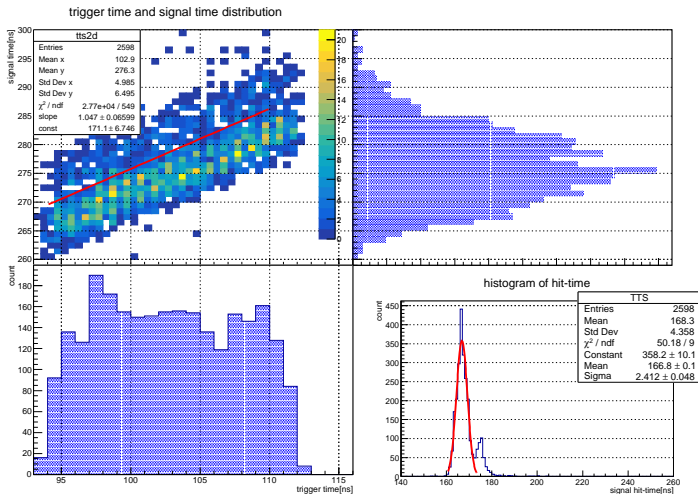 trigger time and signal time distribution
signal time[ns]
300
295
290
285
280
275
270
265
260
tts2d
Entries 2598
Mean x 102.9
Mean y 276.3
Std Dev x 4.985
Std Dev y 6.495
χ² / ndf 2.77e+04 / 549
slope 1.047 ± 0.06599
const 171.1 ± 6.746
20
18
16
14
12
10
8
6
4
2
0
count
180
160
140
120
100
80
60
40
20
0
95 100 105 110 115
trigger time[ns]
histogram of hit-time
count
450
400
350
300
250
200
150
100
50
0
140 160 180 200 220 240 260
signal hit-time[ns]
TTS
Entries 2598
Mean 168.3
Std Dev 4.358
χ² / ndf 50.18 / 9
Constant 358.2 ± 10.1
Mean 166.8 ± 0.1
Sigma 2.412 ± 0.048